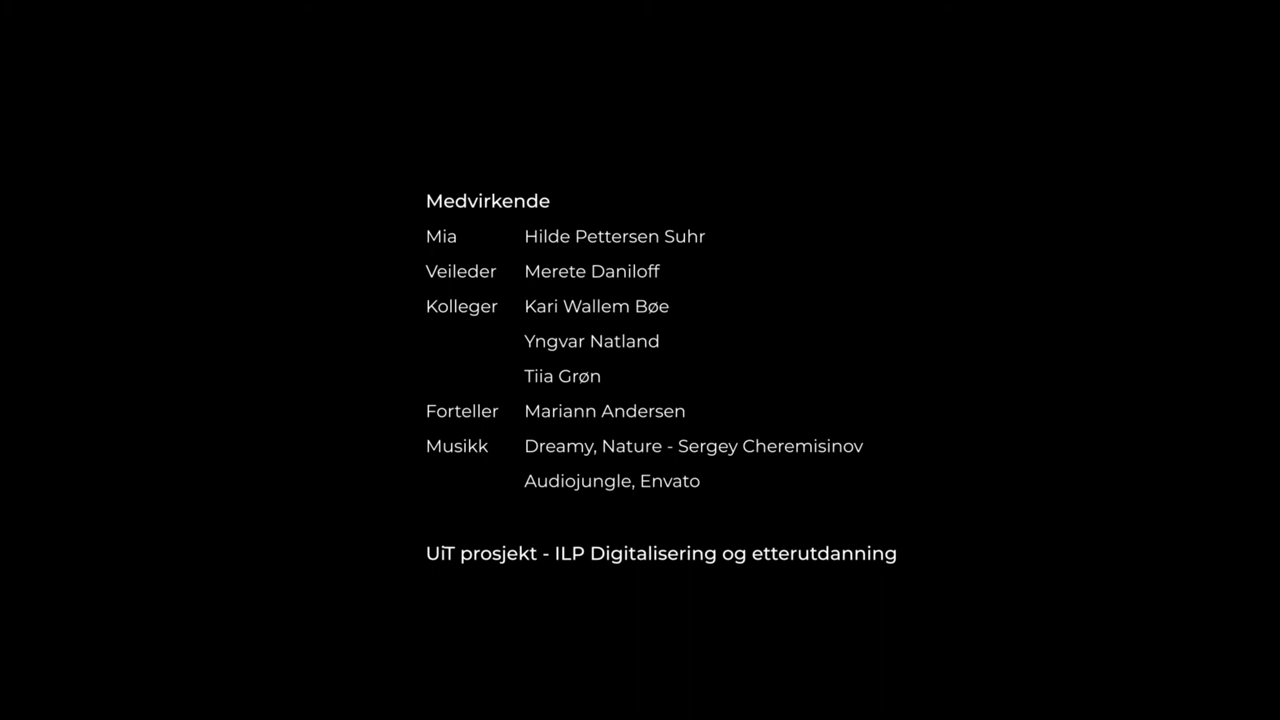 Medvirkende
Mia Hilde Pettersen Suhr
Veileder Merete Daniloff
Kolleger Kari Wallem Bøe
Yngvar Natland
Tiia Grøn
Forteller Mariann Andersen
Musikk Dreamy, Nature - Sergey Cheremisinov
Audiojungle, Envato
UiT prosjekt - ILP Digitalisering og etterutdanning